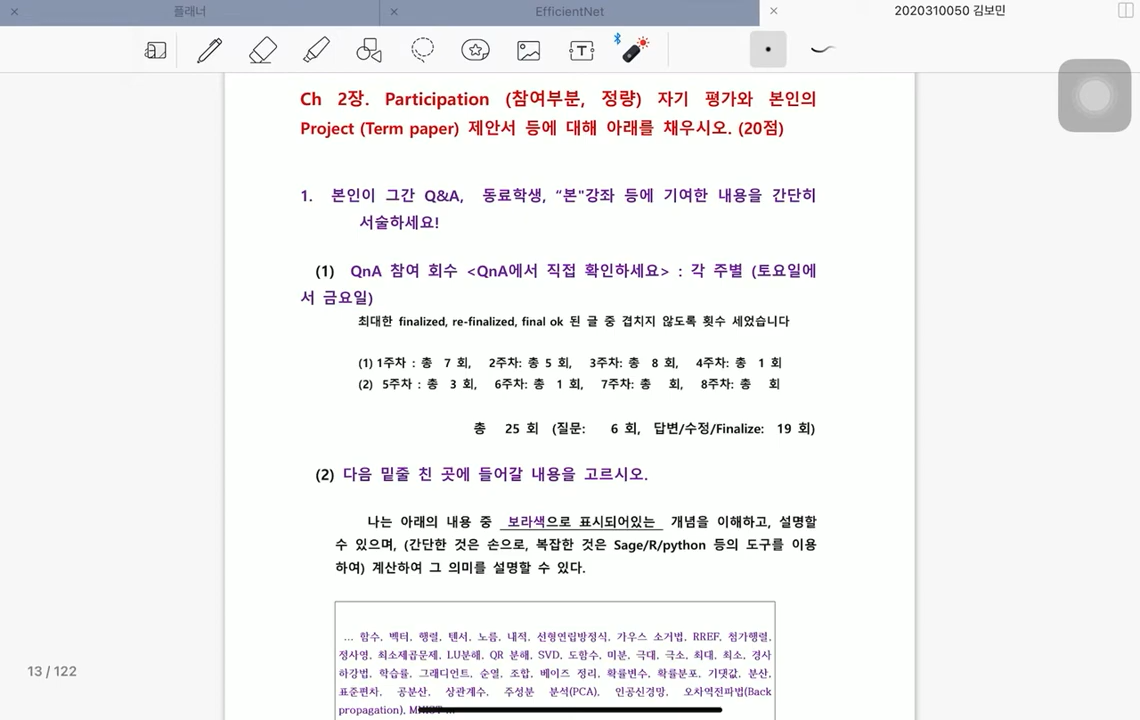 플래너
EfficientNet
2020310050 김보민
Ch 2장. Participation (참여부분, 정량) 자기 평가와 본인의
Project (Term paper) 제안서 등에 대해 아래를 채우시오. (20점)
1. 본인이 그간 Q&A, 동료학생, “본"강좌 등에 기여한 내용을 간단히
서술하세요!
(1) QnA 참여 회수 <QnA에서 직접 확인하세요> : 각 주별 (토요일에
서 금요일)
최대한 finalized, re-finalized, final ok 된 글 중 겹치지 않도록 횟수 세었습니다
(1) 1주차 : 총 7 회, 2주차: 총 5 회, 3주차: 총 8 회, 4주차: 총 1 회
(2) 5주차 : 총 3 회, 6주차: 총 1 회, 7주차: 총 회, 8주차: 총 회
총 25 회 (질문: 6 회, 답변/수정/Finalize: 19 회)
(2) 다음 밑줄 친 곳에 들어갈 내용을 고르시오.
나는 아래의 내용 중 보라색으로 표시되어있는 개념을 이해하고, 설명할
수 있으며, (간단한 것은 손으로, 복잡한 것은 Sage/R/python 등의 도구를 이용
하여) 계산하여 그 의미를 설명할 수 있다.
... 함수, 벡터, 행렬, 텐서, 노름, 내적, 선형연립방정식, 가우스 소거법, RREF, 첨가행렬,
정사영, 최소제곱문제, LU분해, QR 분해, SVD, 도함수, 미분, 극대, 극소, 최대, 최소, 경사
하강법, 학습률, 그래디언트, 순열, 조합, 베이즈 정리, 확률변수, 확률분포, 기댓값, 분산,
표준편차, 공분산, 상관계수, 주성분 분석(PCA), 인공신경망, 오차역전파법(Back
propagation),
13 / 122